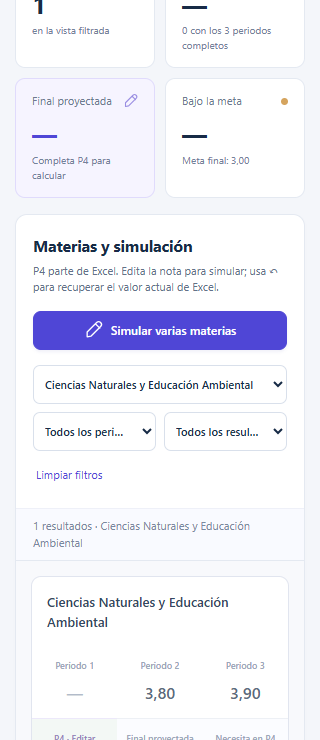 1
en la vista filtrada
—
0 con los 3 periodos
completos
Final proyectada
—
Completa P4 para
calcular
Bajo la meta
—
Meta final: 3,00
Materias y simulación
P4 parte de Excel. Edita la nota para simular; usa ↶
para recuperar el valor actual de Excel.
Simular varias materias
Ciencias Naturales y Educación Ambiental
Todos los peri...
Todos los resul...
Limpiar filtros
1 resultados · Ciencias Naturales y Educación
Ambiental
Ciencias Naturales y Educación
Ambiental
Periodo 1
Periodo 2
Periodo 3
—
3,80
3,90
P4 · Editar
Final proyectada
Necesita en P4